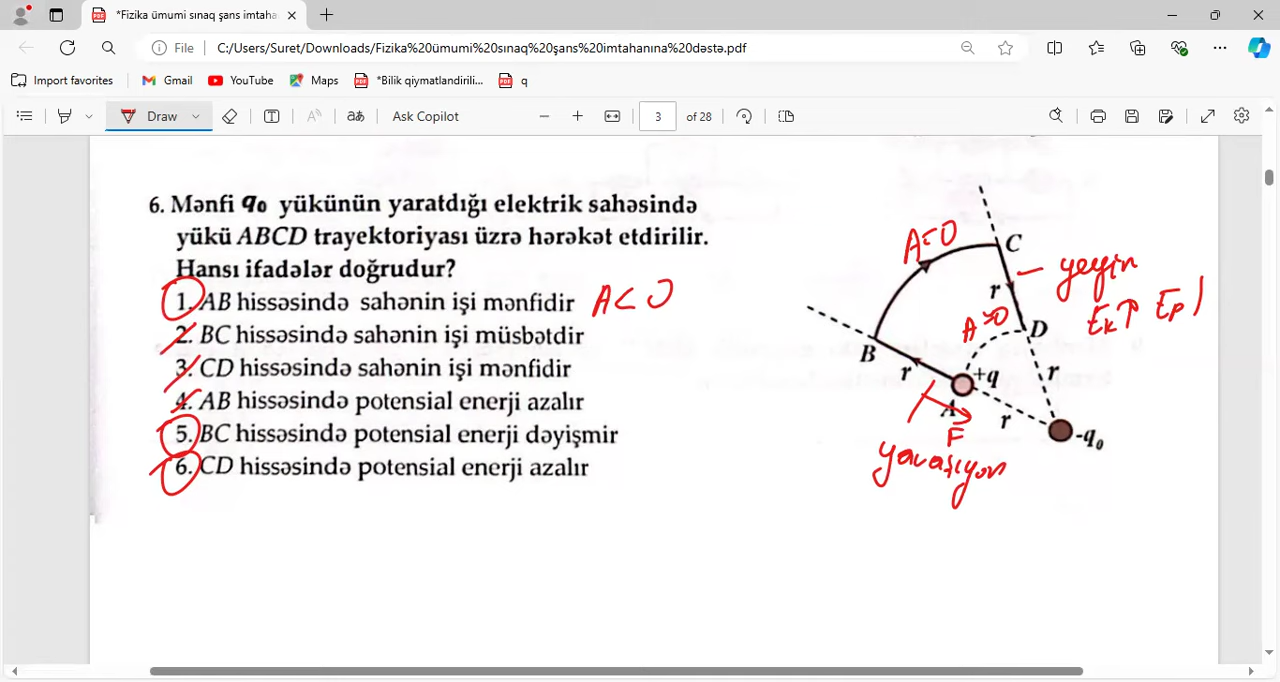 *Fizika ümumi sınaq şans imtaha
File
C:/Users/Suret/Downloads/Fizika%20ümumi%20sınaq%20şans%20imtahanına%20dəstə.pdf
Import favorites
Gmail
YouTube
Maps
*Bilik qiymətləndirili...
q
Draw
aあ
Ask Copilot
3
of 28
6. Mənfi q₀ yükünün yaratdığı elektrik sahəsində
yükü ABCD trayektoriyası üzrə hərəkət etdirilir.
Hansı ifadələr doğrudur?
1. AB hissəsində sahənin işi mənfidir A<0
2. BC hissəsində sahənin işi müsbətdir
3. CD hissəsində sahənin işi mənfidir
4. AB hissəsində potensial enerji azalır
5. BC hissəsində potensial enerji dəyişmir
6. CD hissəsində potensial enerji azalır
A<0
C
yeyin
r
Ek↑ Ep
A>0
D
B
r
+q
r
A
r
-q₀
F
yavaşıyor